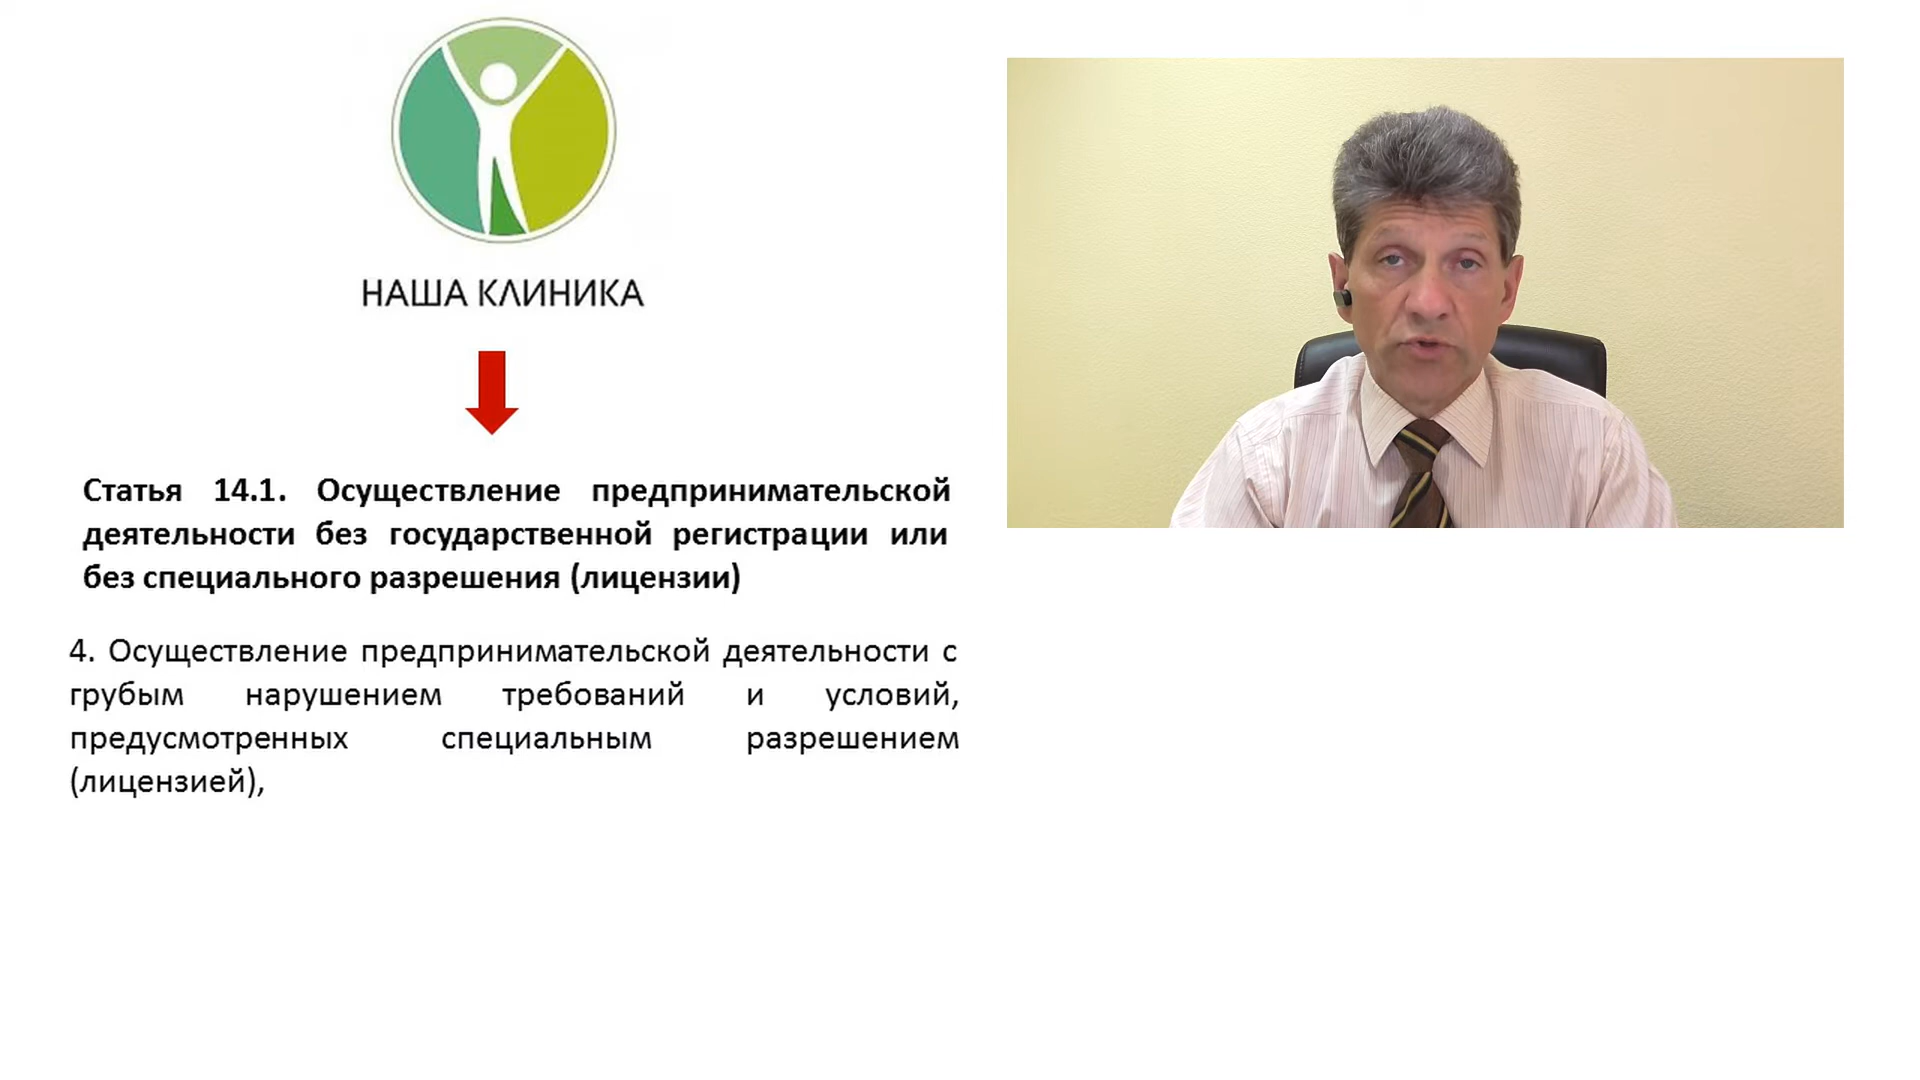 НАША КЛИНИКА
Статья 14.1. Осуществление предпринимательской
деятельности без государственной регистрации или
без специального разрешения (лицензии)
4. Осуществление предпринимательской деятельности с
грубым нарушением требований и условий,
предусмотренных специальным разрешением
(лицензией),